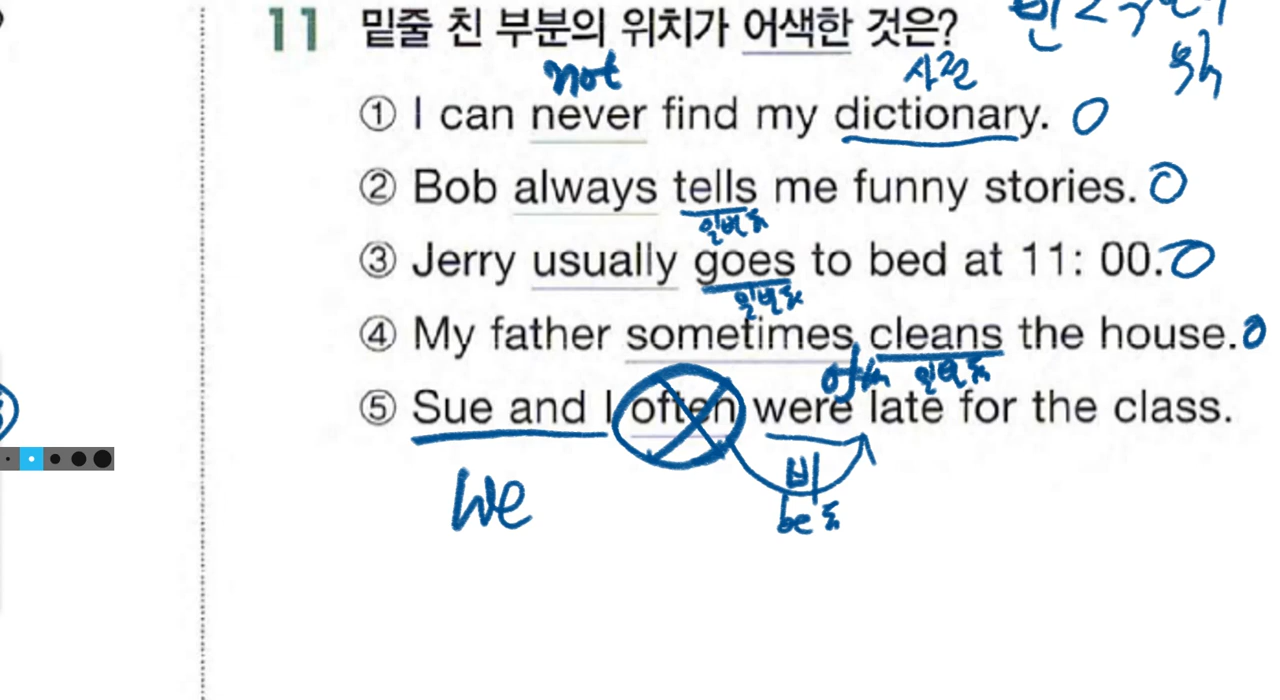 11 밑줄 친 부분의 위치가 어색한 것은?
not
① I can never find my dictionary. O
② Bob always tells me funny stories. O
일반동
③ Jerry usually goes to bed at 11: 00. O
일반동
④ My father sometimes cleans the house. O
일반동
⑤ Sue and I often were late for the class.
We
비
be동